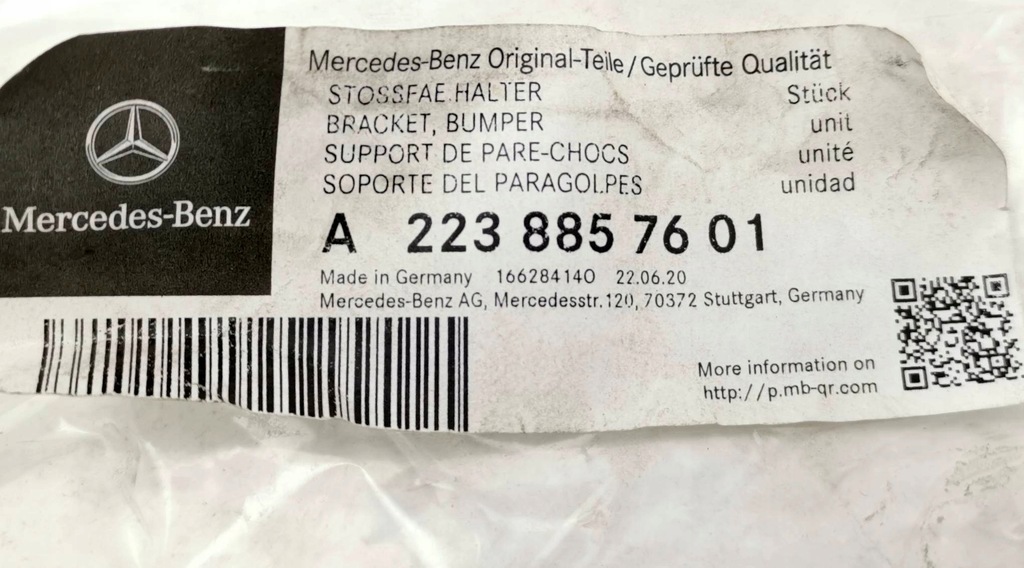 Mercedes-Benz
Mercedes-Benz Original-Teile/Geprüfte Qualität
STOSSFAE.HALTER Stück
BRACKET, BUMPER unit
SUPPORT DE PARE-CHOCS unité
SOPORTE DEL PARAGOLPES unidad
A 223 885 76 01
Made in Germany 166284140 22.06.20
Mercedes-Benz AG, Mercedesstr.120, 70372 Stuttgart, Germany
More information on
http://p.mb-qr.com